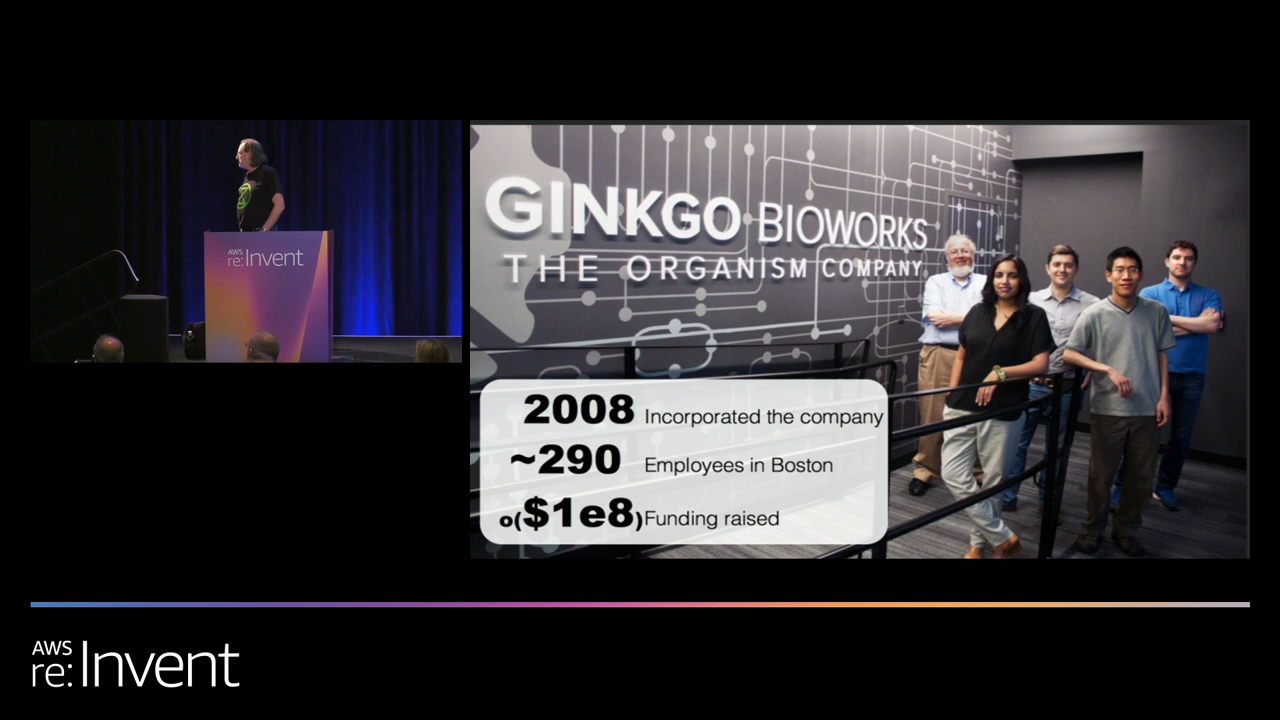 AWS
re:Invent
GINKGO BIOWORKS
THE ORGANISM COMPANY
2008 Incorporated the company
~290 Employees in Boston
o($1e8) Funding raised
AWS
re:Invent